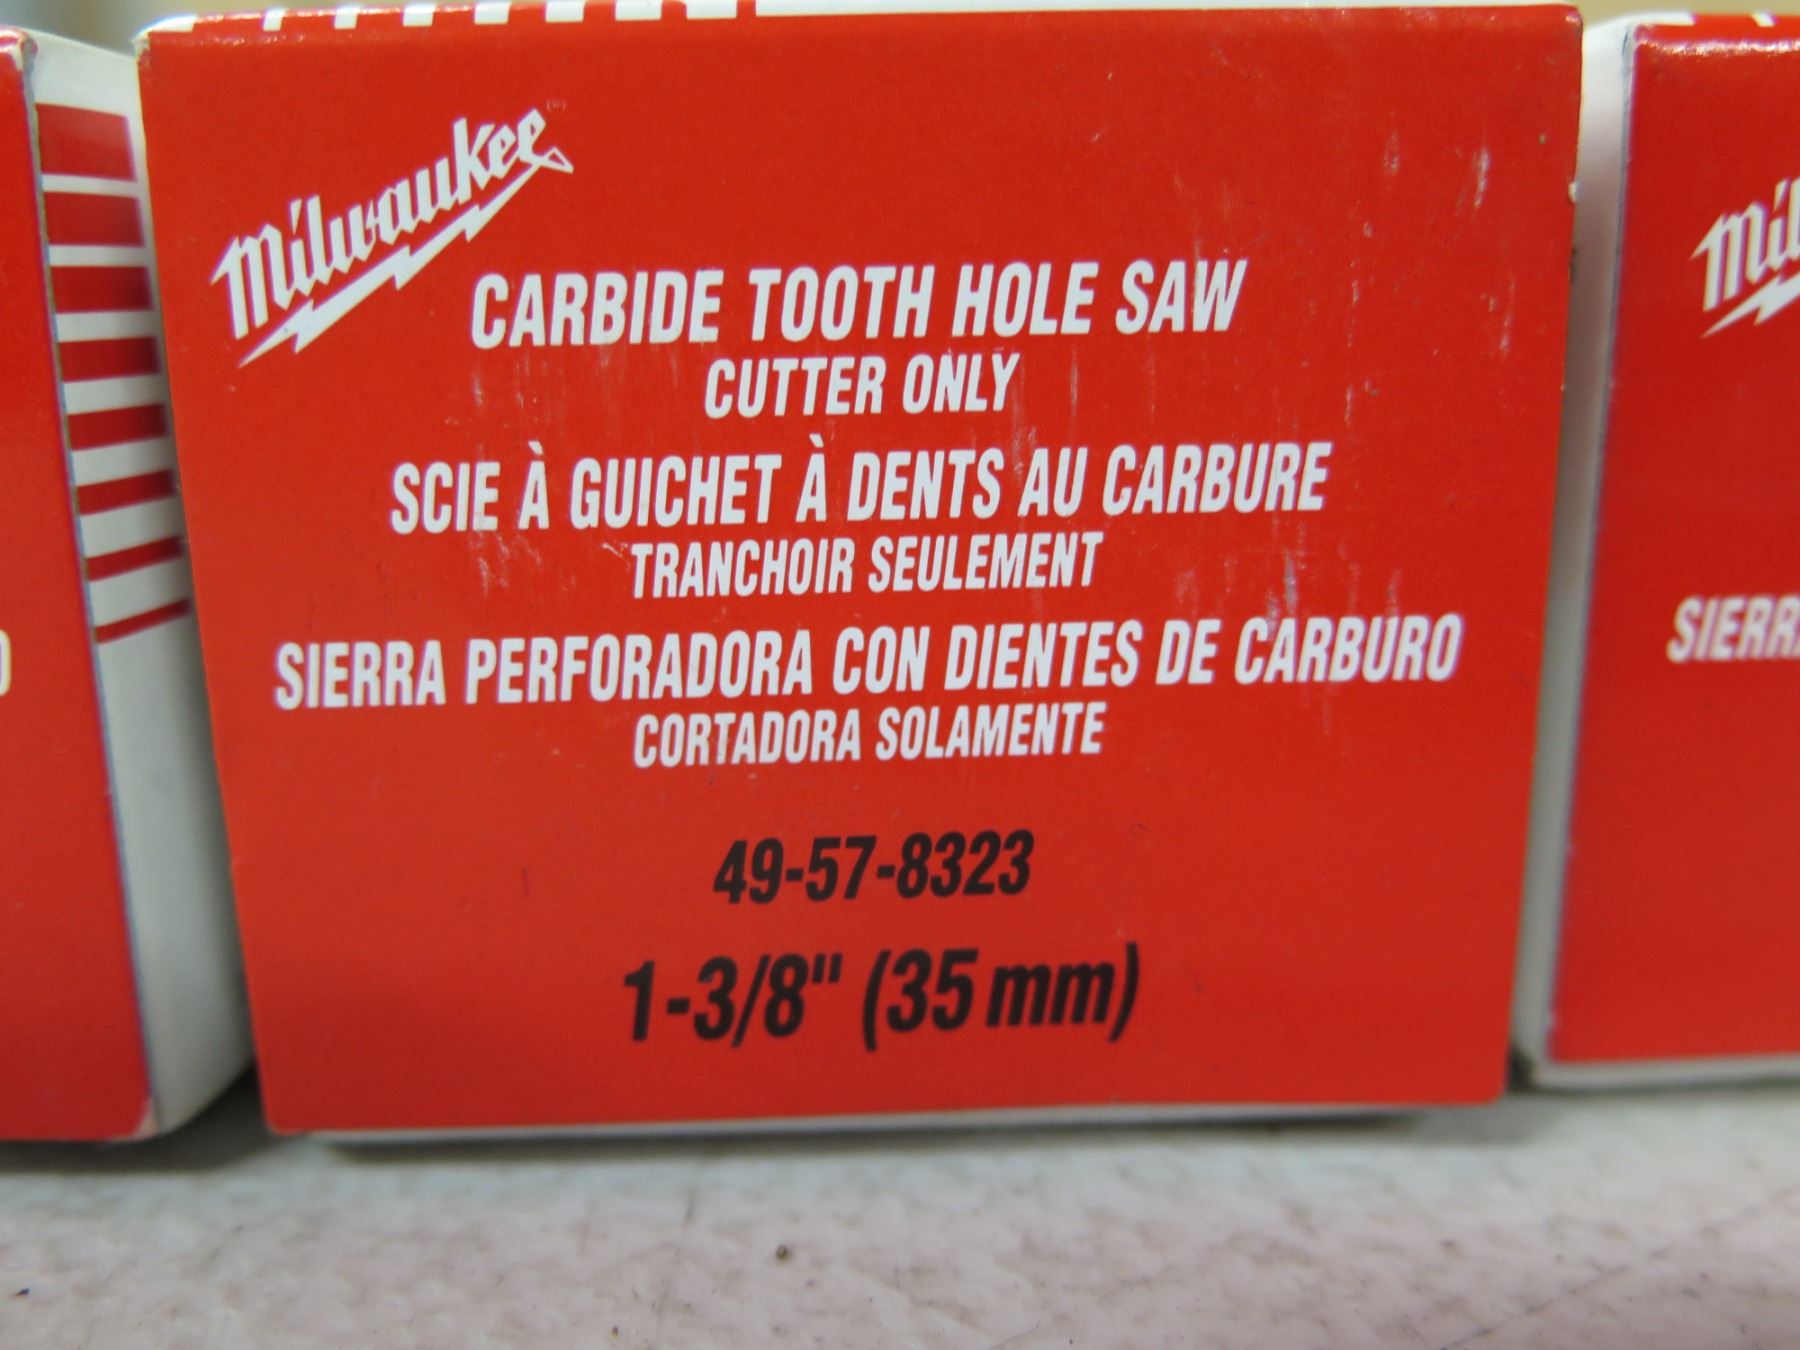 Milwaukee
CARBIDE TOOTH HOLE SAW
CUTTER ONLY
SCIE À GUICHET À DENTS AU CARBURE
TRANCHOIR SEULEMENT
SIERRA PERFORADORA CON DIENTES DE CARBURO
CORTADORA SOLAMENTE
49-57-8323
1-3/8" (35 mm)